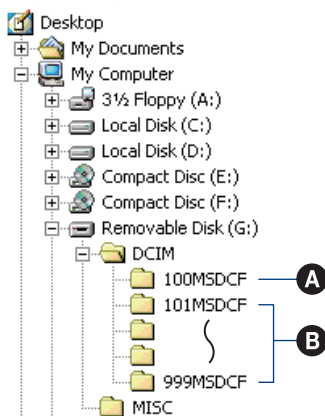 Desktop
My Documents
My Computer
3½ Floppy (A:)
Local Disk (C:)
Local Disk (D:)
Compact Disc (E:)
Compact Disc (F:)
Removable Disk (G:)
DCIM
100MSDCF A
101MSDCF
B
999MSDCF
MISC